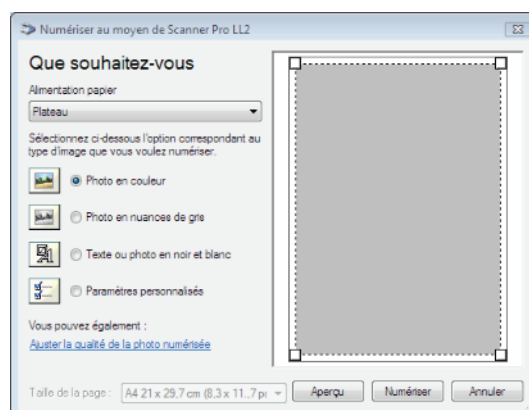 Numériser au moyen de Scanner Pro LL2
Que souhaitez-vous
Alimentation papier
Plateau
Sélectionnez ci-dessous l'option correspondant au
type d'image que vous voulez numériser.
Photo en couleur
Photo en nuances de gris
Texte ou photo en noir et blanc
Paramètres personnalisés
Vous pouvez également :
Ajuster la qualité de la photo numérisée
Taille de la page :
A4 21 x 29,7 cm (8,3 x 11..7 p
Aperçu
Numériser
Annuler